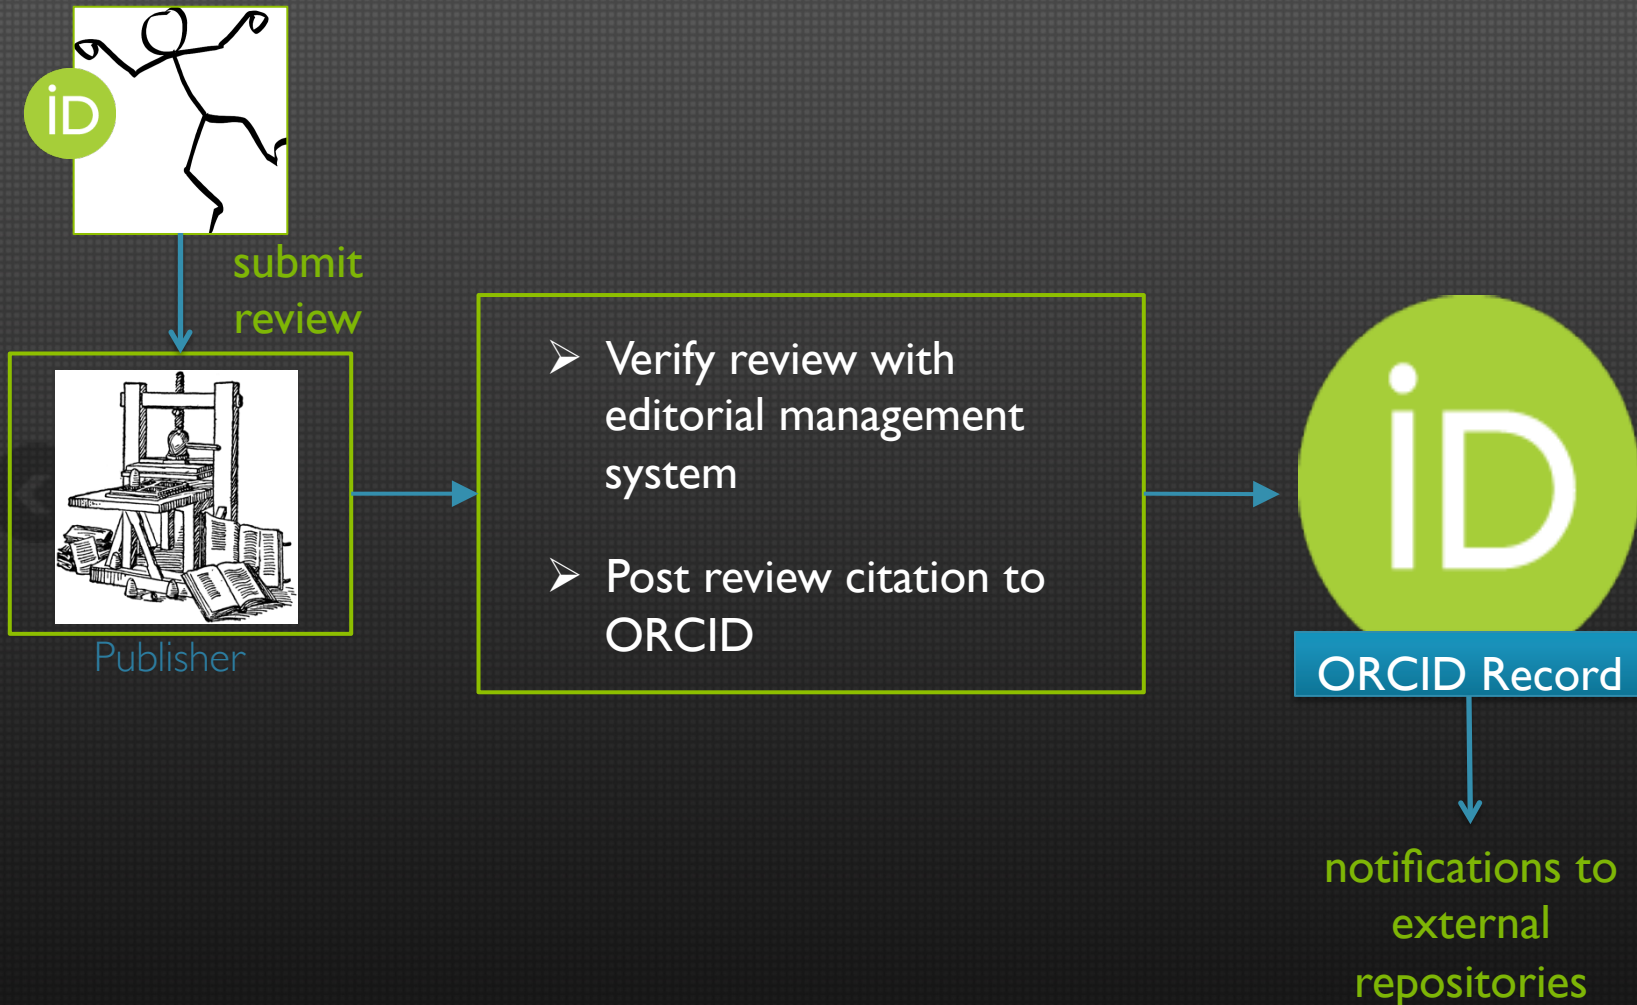 iD
submit
review
Publisher
➢ Verify review with
editorial management
system
➢ Post review citation to
ORCID
iD
ORCID Record
notifications to
external
repositories